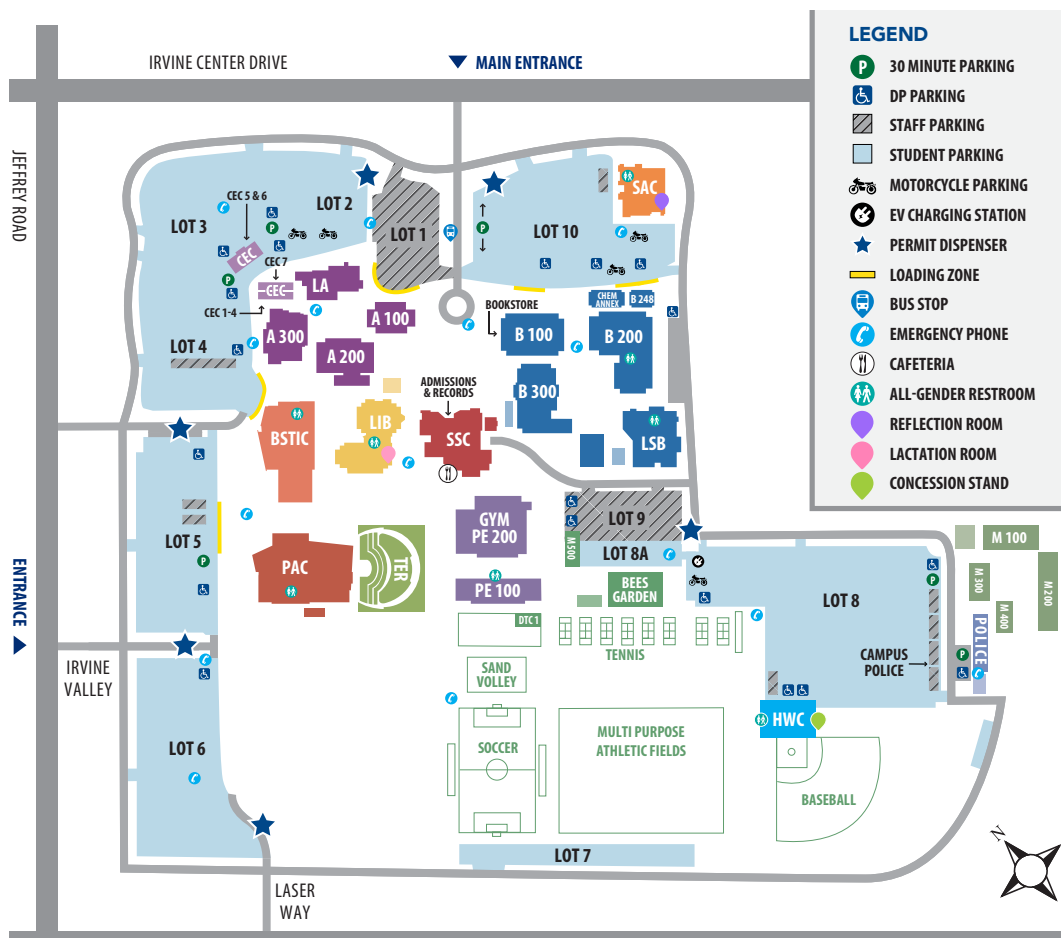 IRVINE CENTER DRIVE
MAIN ENTRANCE
JEFFREY ROAD
LEGEND
P 30 MINUTE PARKING
DP PARKING
STAFF PARKING
STUDENT PARKING
MOTORCYCLE PARKING
EV CHARGING STATION
PERMIT DISPENSER
LOADING ZONE
BUS STOP
EMERGENCY PHONE
CAFETERIA
ALL-GENDER RESTROOM
REFLECTION ROOM
LACTATION ROOM
CONCESSION STAND
CEC 5 & 6
LOT 3
LOT 2
P
CEC
CEC 7
P
CEC
CEC 1-4
LA
LOT 1
P
LOT 10
SAC
A 300
A 100
A 200
LOT 4
BOOKSTORE
B 100
CHEM
ANNEX
B 248
B 200
B 300
LSB
ADMISSIONS
& RECORDS
BSTIC
LIB
SSC
LOT 5
P
PAC
TER
GYM
PE 200
PE 100
LOT 9
M 500
LOT 8A
BEES
GARDEN
DTC 1
TENNIS
SAND
VOLLEY
SOCCER
MULTI PURPOSE
ATHLETIC FIELDS
LOT 8
P
CAMPUS
POLICE
P
POLICE
M 100
M 300
M 200
M 400
HWC
BASEBALL
ENTRANCE
IRVINE
VALLEY
LOT 6
LOT 7
LASER
WAY
N